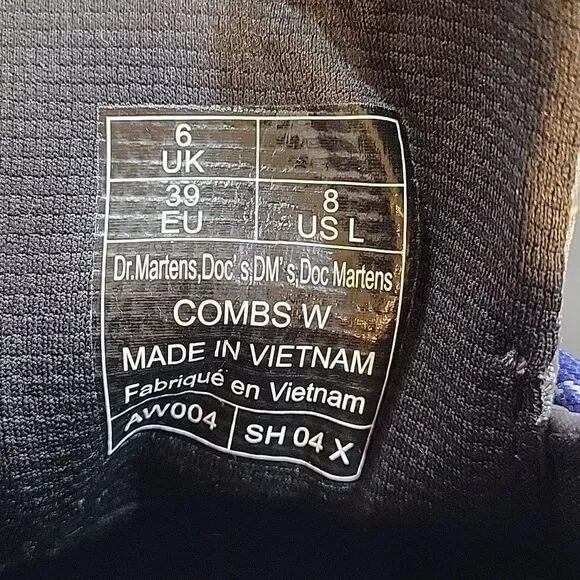 6
UK
39
EU
8
US L
Dr.Martens,Doc's,DM's,Doc Martens
COMBS W
MADE IN VIETNAM
Fabriqué en Vietnam
AW004
SH 04 X